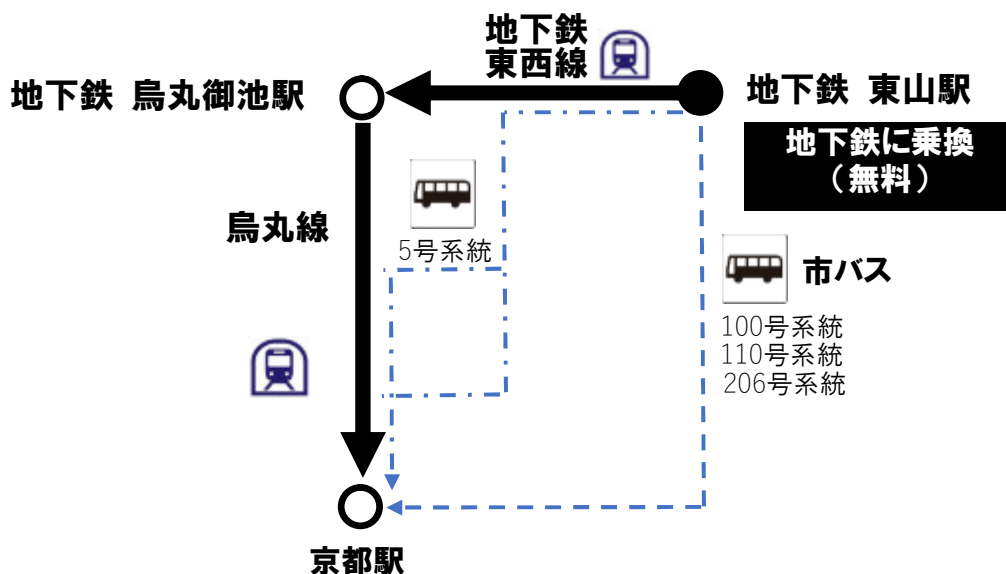 地下鉄
東西線
地下鉄 烏丸御池駅
地下鉄 東山駅
地下鉄に乗換
（無料）
烏丸線
5号系統
市バス
100号系統
110号系統
206号系統
京都駅